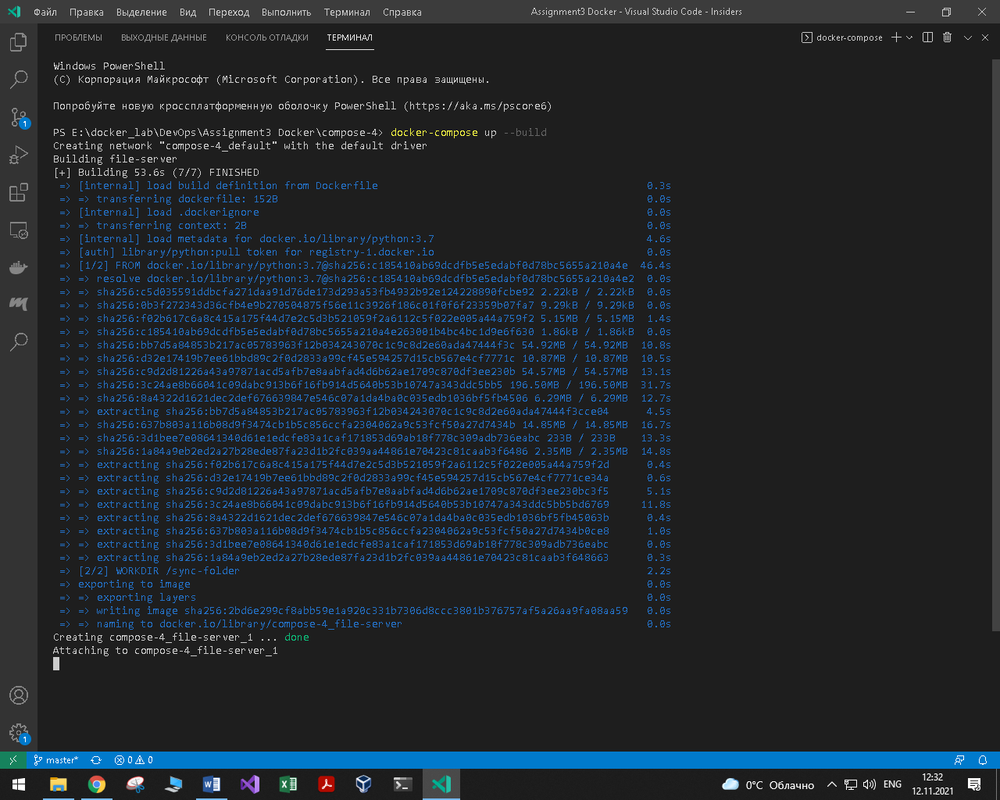 Файл Правка Выделение Вид Переход Выполнить Терминал Справка Assignment3 Docker - Visual Studio Code - Insiders
ПРОБЛЕМЫ ВЫХОДНЫЕ ДАННЫЕ КОНСОЛЬ ОТЛАДКИ ТЕРМИНАЛ docker-compose
Windows PowerShell
(C) Корпорация Майкрософт (Microsoft Corporation). Все права защищены.
Попробуйте новую кроссплатформенную оболочку PowerShell (https://aka.ms/pscore6)
PS E:\docker_lab\DevOps\Assignment3 Docker\compose-4> docker-compose up --build
Creating network "compose-4_default" with the default driver
Building file-server
[+] Building 53.6s (7/7) FINISHED
=> [internal] load build definition from Dockerfile 0.3s
=> => transferring dockerfile: 152B 0.0s
=> [internal] load .dockerignore 0.0s
=> => transferring context: 2B 0.0s
=> [internal] load metadata for docker.io/library/python:3.7 4.6s
=> [auth] library/python:pull token for registry-1.docker.io 0.0s
=> [1/2] FROM docker.io/library/python:3.7@sha256:c185410ab69dcdfb5e5edabf0d78bc5655a210a4e 46.4s
=> => resolve docker.io/library/python:3.7@sha256:c185410ab69dcdfb5e5edabf0d78bc5655a210a4e2 0.0s
=> => sha256:c5d035591ddbcfa271daa91d76de173d293a53fb4932b92e124228890fcbe92 2.22kB / 2.22kB 0.0s
=> => sha256:0b3f272343d36cfb4e9b270504875f56e11c3926f186c01f0f6f23359b07fa7 9.29kB / 9.29kB 0.0s
=> => sha256:f02b617c6a8c415a175f44d7e2c5d3b521059f2a6112c5f022e005a44a759f2 5.15MB / 5.15MB 1.4s
=> => sha256:c185410ab69dcdfb5e5edabf0d78bc5655a210a4e263001b4bc4bc1d9e6f630 1.86kB / 1.86kB 0.0s
=> => sha256:bb7d5a84853b217ac05783963f12b034243070c1c9c8d2e60ada47444f3c 54.92MB / 54.92MB 10.8s
=> => sha256:d32e17419b7ee61bbd89c2f0d2833a99cf45e594257d15cb567e4cf7771c 10.87MB / 10.87MB 10.5s
=> => sha256:c9d2d81226a43a97871acd5afb7e8aabfad4d6b62ae1709c870df3ee230b 54.57MB / 54.57MB 13.1s
=> => sha256:3c24ae8b66041c09dabc913b6f16fb914d5640b53b10747a343ddc5bb5 196.50MB / 196.50MB 31.7s
=> => sha256:8a4322d1621dec2def676639847e546c07a1da4ba0c035edb1036bf5fb4506 6.29MB / 6.29MB 12.7s
=> => extracting sha256:bb7d5a84853b217ac05783963f12b034243070c1c9c8d2e60ada47444f3cce04 4.5s
=> => sha256:637b803a116b08d9f3474cb1b5c856ccfa2304062a9c53fcf50a27d7434b 14.85MB / 14.85MB 16.7s
=> => sha256:3d1bee7e08641340d61e1edcfe83a1caf171853d69ab18f778c309adb736eabc 233B / 233B 13.3s
=> => sha256:1a84a9eb2ed2a27b28ede87fa23d1b2fc039aa44861e70423c81caab3f6486 2.35MB / 2.35MB 14.8s
=> => extracting sha256:f02b617c6a8c415a175f44d7e2c5d3b521059f2a6112c5f022e005a44a759f2d 0.4s
=> => extracting sha256:d32e17419b7ee61bbd89c2f0d2833a99cf45e594257d15cb567e4cf7771ce34a 0.6s
=> => extracting sha256:c9d2d81226a43a97871acd5afb7e8aabfad4d6b62ae1709c870df3ee230bc3f5 5.1s
=> => extracting sha256:3c24ae8b66041c09dabc913b6f16fb914d5640b53b10747a343ddc5bb5bd6769 11.8s
=> => extracting sha256:8a4322d1621dec2def676639847e546c07a1da4ba0c035edb1036bf5fb45063b 0.4s
=> => extracting sha256:637b803a116b08d9f3474cb1b5c856ccfa2304062a9c53fcf50a27d7434b0ce8 1.0s
=> => extracting sha256:3d1bee7e08641340d61e1edcfe83a1caf171853d69ab18f778c309adb736eabc 0.0s
=> => extracting sha256:1a84a9eb2ed2a27b28ede87fa23d1b2fc039aa44861e70423c81caab3f648663 0.3s
=> [2/2] WORKDIR /sync-folder 2.2s
=> exporting to image 0.0s
=> => exporting layers 0.0s
=> => writing image sha256:2bd6e299cf8abb59e1a920c331b7306d8ccc3801b376757af5a26aa9fa08aa59 0.0s
=> => naming to docker.io/library/compose-4_file-server 0.0s
Creating compose-4_file-server_1 ... done
Attaching to compose-4_file-server_1
1
1
master* 0 0
0°C Облачно ENG 12:32
12.11.2021